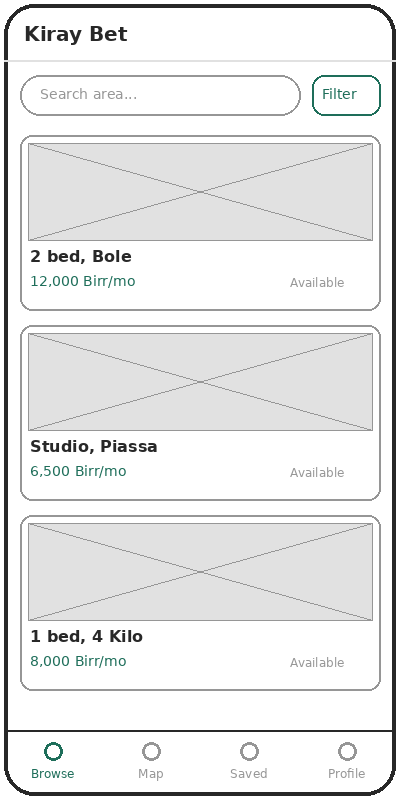 Kiray Bet
Search area...
Filter
2 bed, Bole
12,000 Birr/mo
Available
Studio, Piassa
6,500 Birr/mo
Available
1 bed, 4 Kilo
8,000 Birr/mo
Available
Browse
Map
Saved
Profile